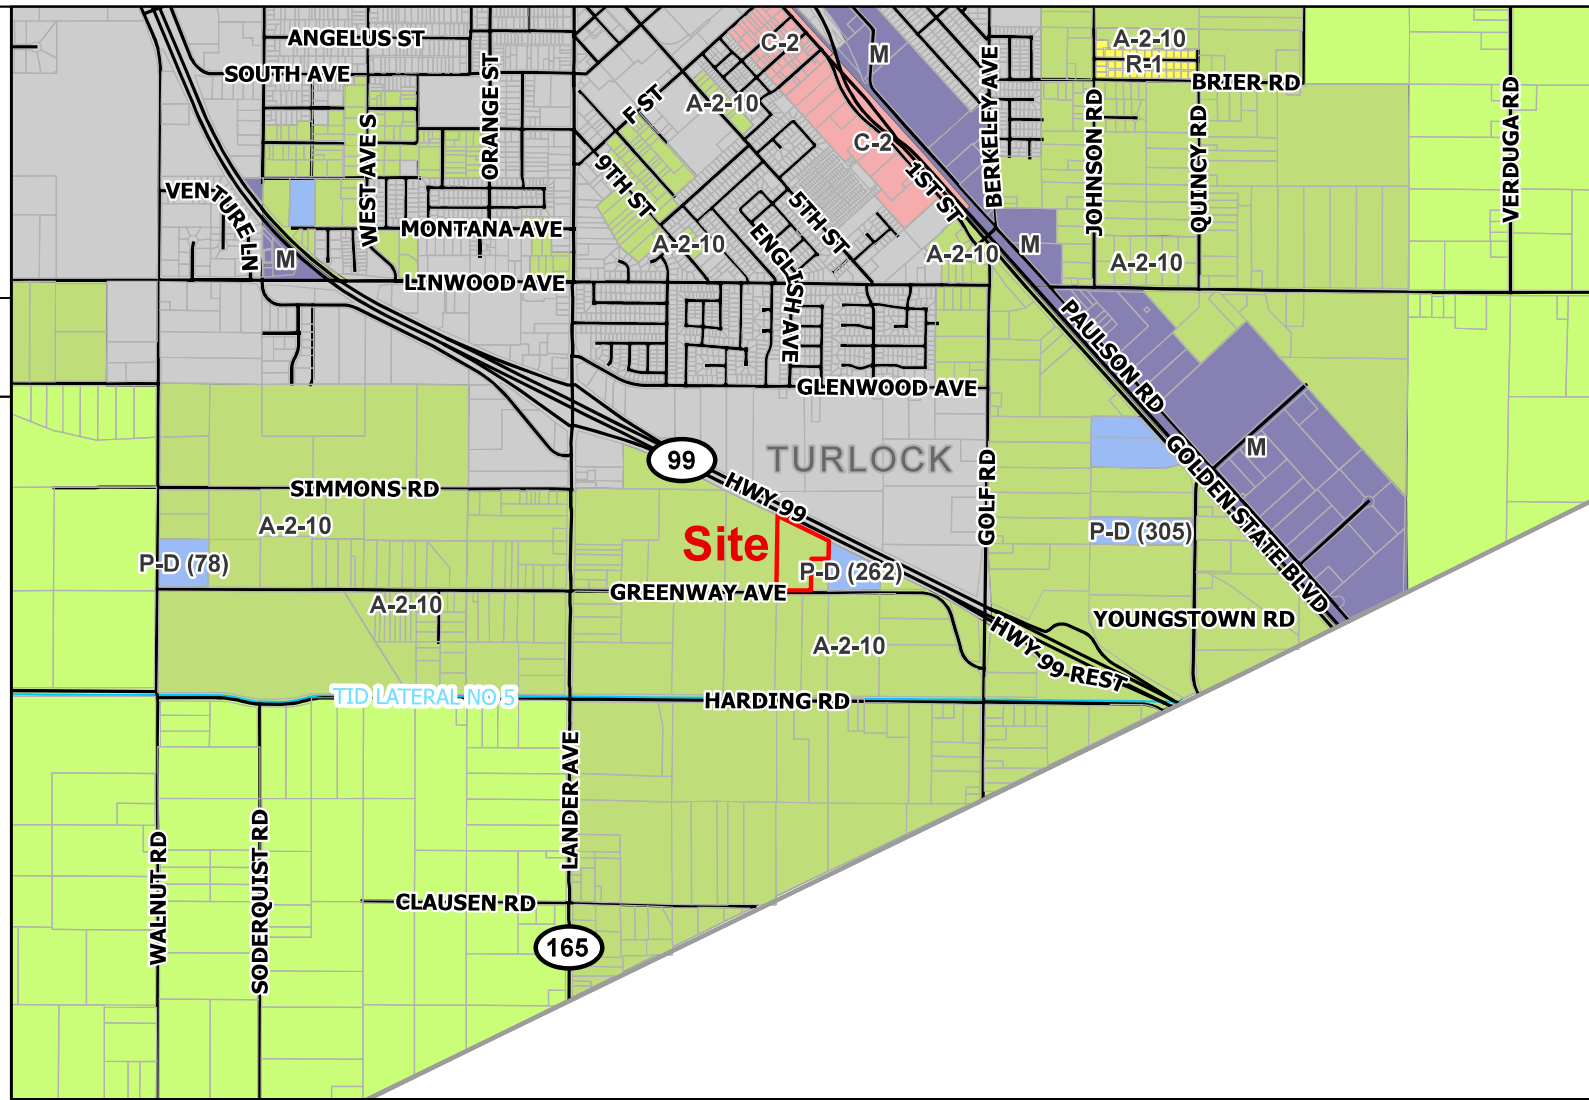 ANGELUS ST
SOUTH AVE
ORANGE ST
WEST AVE S
VENTURE LN
M
MONTANA AVE
LINWOOD AVE
F ST
9TH ST
A-2-10
A-2-10
C-2
C-2
M
5TH ST
ENGLISH AVE
1ST ST
BERKELEY AVE
A-2-10
M
A-2-10
R-1
BRIER RD
JOHNSON RD
QUINCY RD
VERDUGA RD
A-2-10
GLENWOOD AVE
PAULSON RD
GOLDEN STATE BLVD
M
99
TURLOCK
HWY 99
GOLF RD
SIMMONS RD
A-2-10
P-D (78)
Site
P-D (262)
P-D (305)
GREENWAY AVE
A-2-10
A-2-10
YOUNGSTOWN RD
HWY 99 REST
TID LATERAL NO 5
HARDING RD
LANDER AVE
WALNUT RD
SODERQUIST RD
CLAUSEN RD
165